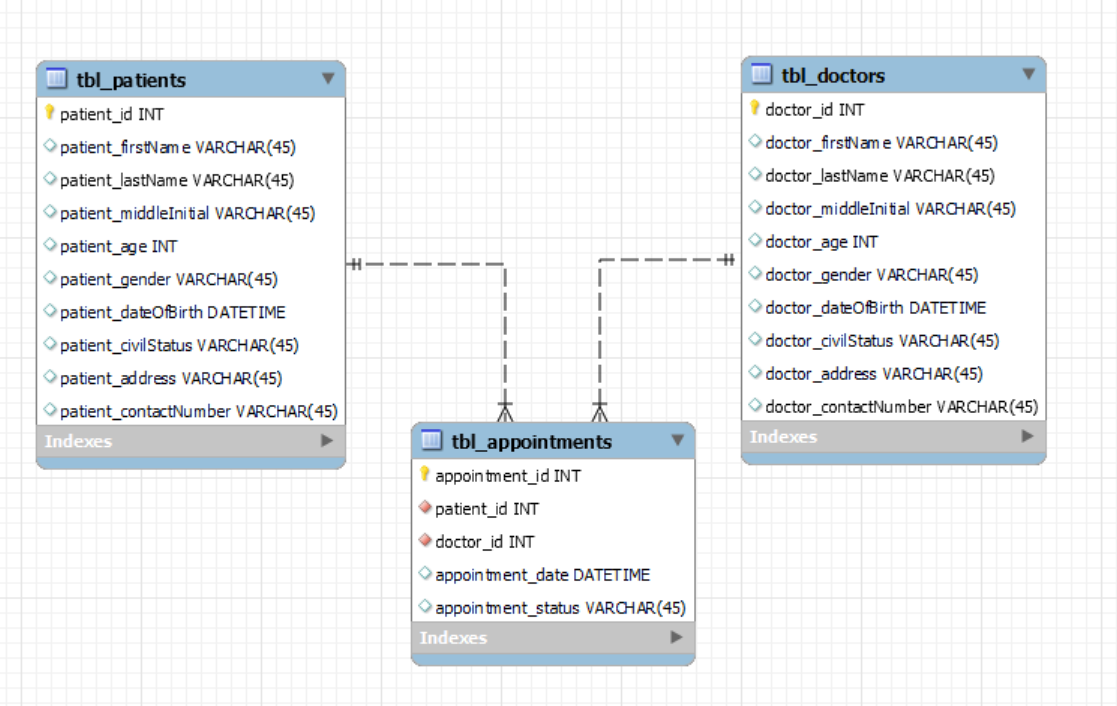 tbl_patients
patient_id INT
patient_firstName VARCHAR(45)
patient_lastName VARCHAR(45)
patient_middleInitial VARCHAR(45)
patient_age INT
patient_gender VARCHAR(45)
patient_dateOfBirth DATETIME
patient_civilStatus VARCHAR(45)
patient_address VARCHAR(45)
patient_contactNumber VARCHAR(45)
Indexes
tbl_doctors
doctor_id INT
doctor_firstName VARCHAR(45)
doctor_lastName VARCHAR(45)
doctor_middleInitial VARCHAR(45)
doctor_age INT
doctor_gender VARCHAR(45)
doctor_dateOfBirth DATETIME
doctor_civilStatus VARCHAR(45)
doctor_address VARCHAR(45)
doctor_contactNumber VARCHAR(45)
Indexes
tbl_appointments
appointment_id INT
patient_id INT
doctor_id INT
appointment_date DATETIME
appointment_status VARCHAR(45)
Indexes